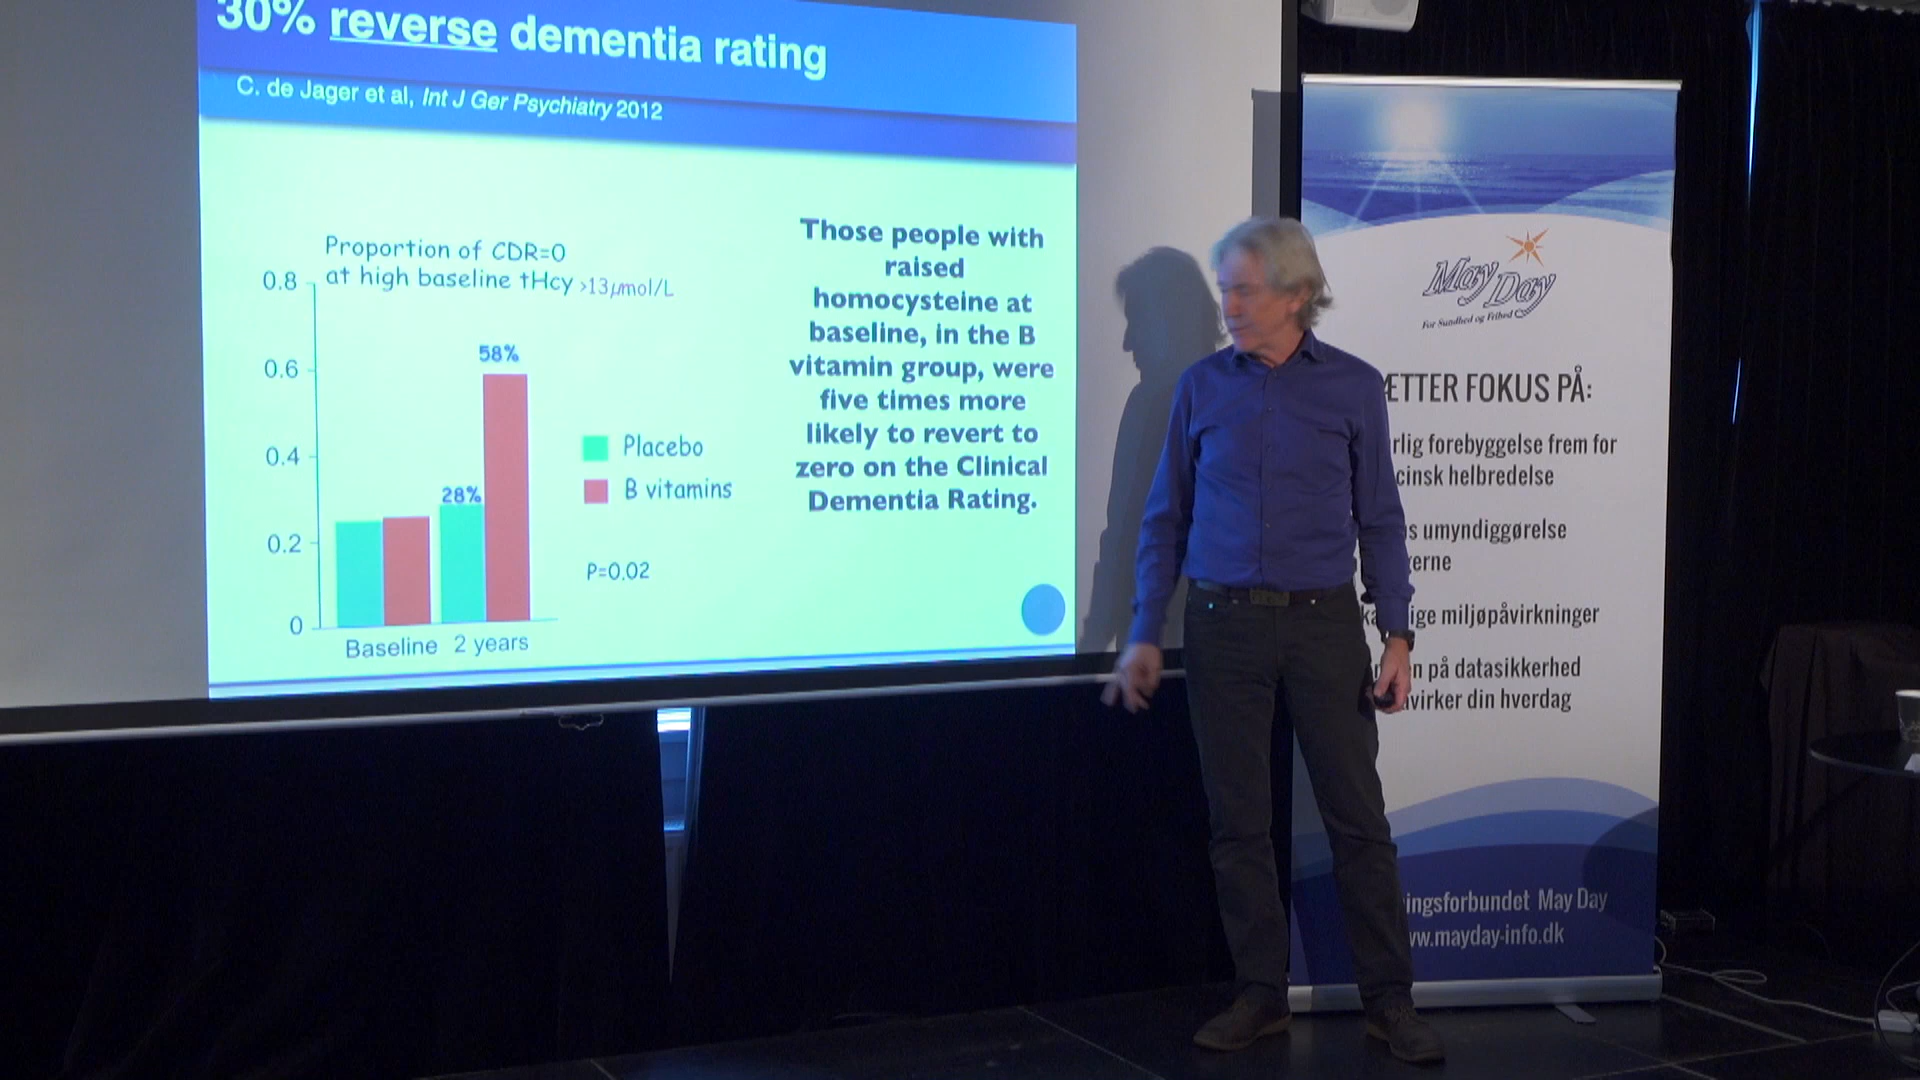 30% reverse dementia rating
C. de Jager et al, Int J Ger Psychiatry 2012
Proportion of CDR=0
at high baseline tHcy >13µmol/L
0.8
0.6
0.4
0.2
0
58%
28%
Baseline 2 years
Placebo
B vitamins
P=0.02
Those people with
raised
homocysteine at
baseline, in the B
vitamin group, were
five times more
likely to revert to
zero on the Clinical
Dementia Rating.
May Day
For Sundhed og Frihed
ÆTTER FOKUS PÅ:
rlig forebyggelse frem for
cinsk helbredelse
s umyndiggørelse
erne
ige miljøpåvirkninger
n på datasikkerhed
virker din hverdag
ingsforbundet May Day
w.mayday-info.dk